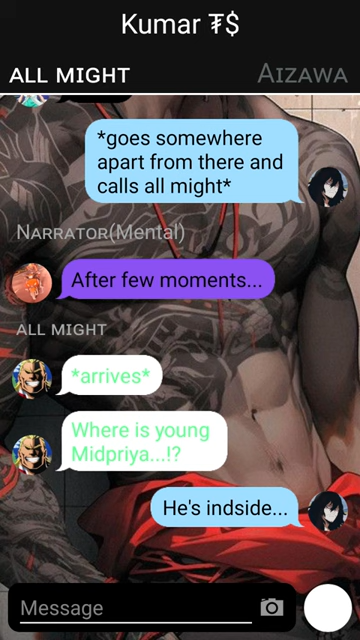 Kumar ₮$
ALL MIGHT
AIZAWA
*goes somewhere
apart from there and
calls all might*
NARRATOR(Mental)
After few moments...
ALL MIGHT
*arrives*
Where is young
Midpriya...!?
He's indside...
Message